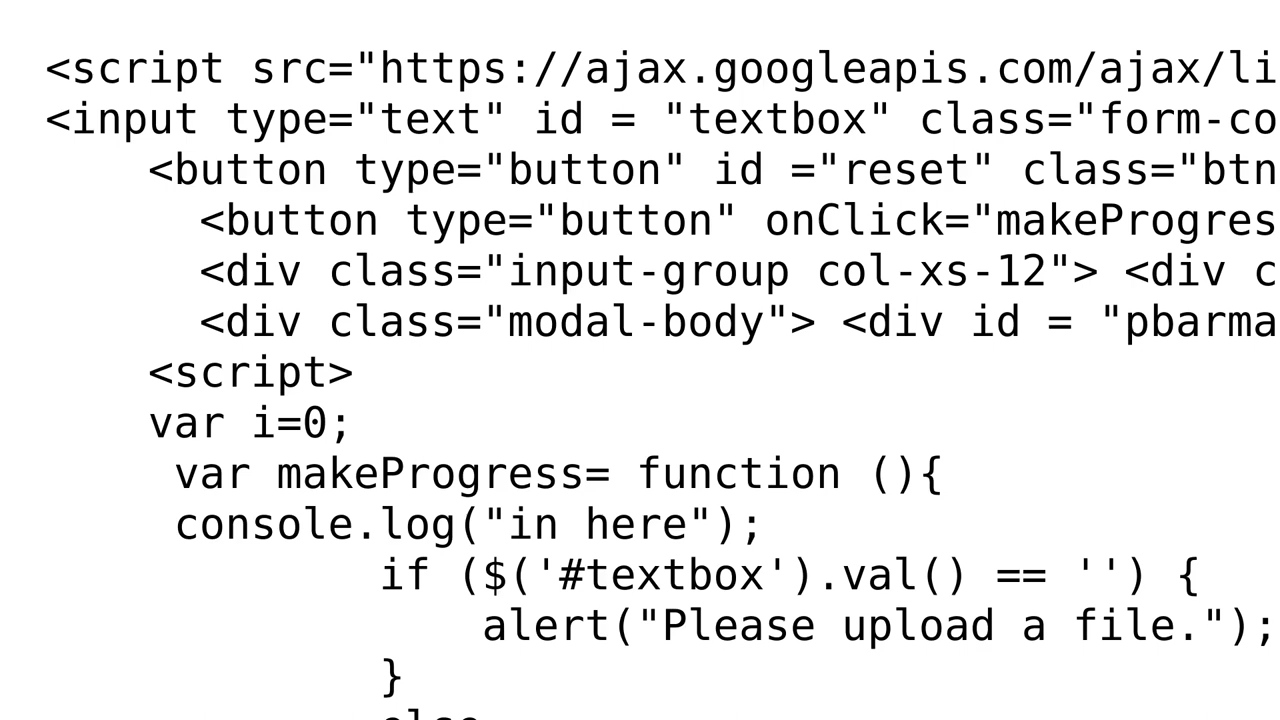 <script src="https://ajax.googleapis.com/ajax/li
<input type="text" id = "textbox" class="form-co
<button type="button" id ="reset" class="btn
<button type="button" onClick="makeProgres
<div class="input-group col-xs-12"> <div c
<div class="modal-body"> <div id = "pbarma
<script>
var i=0;
var makeProgress= function (){
console.log("in here");
if ($('#textbox').val() == '') {
alert("Please upload a file.");
}
else